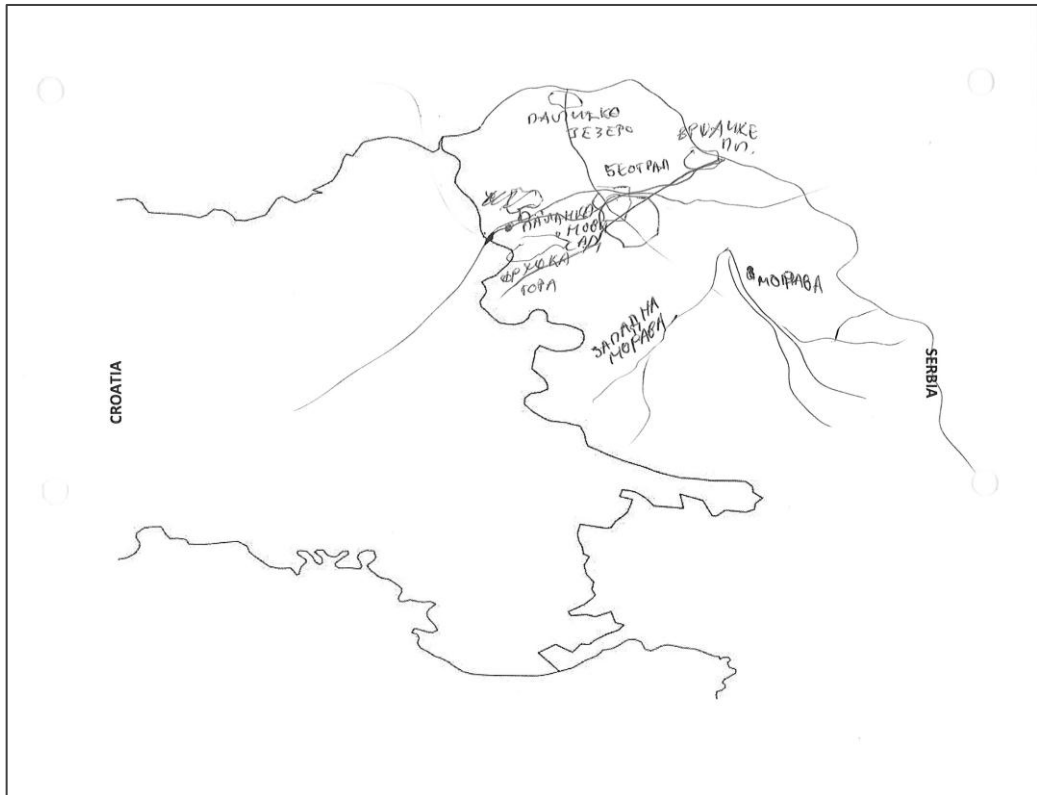 ПАЛИЋКО
ЈЕЗЕРО
ВРШАЧКЕ
ПЛ.
БЕОГРАД
НОВИ
САД
ФРУШКА
ГОРА
МОРАВА
ЗАПАДНА
МОРАВА
CROATIA
SERBIA